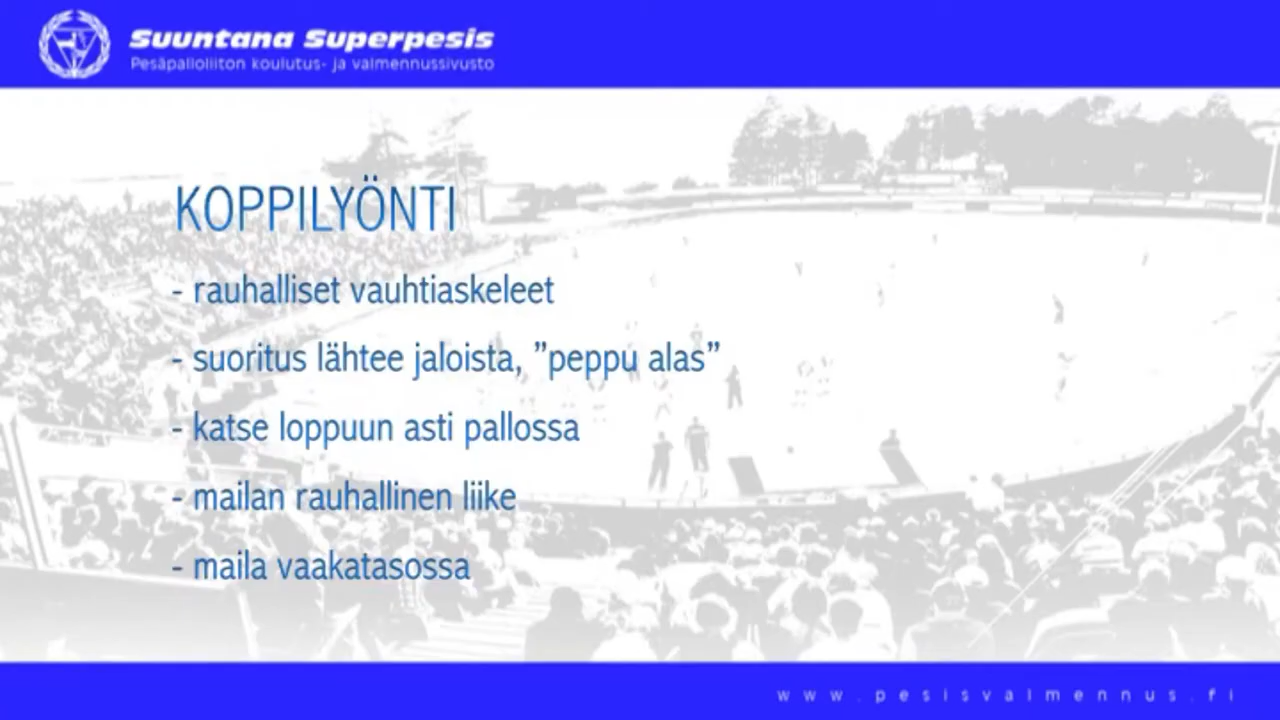 Suuntana Superpesis
Pesäpalloliiton koulutus- ja valmennussivusto
KOPPILYÖNTI
- rauhalliset vauhtiaskeleet
- suoritus lähtee jaloista, ”peppu alas”
- katse loppuun asti pallossa
- mailan rauhallinen liike
- maila vaakatasossa
www.pesisvalmennus.fi